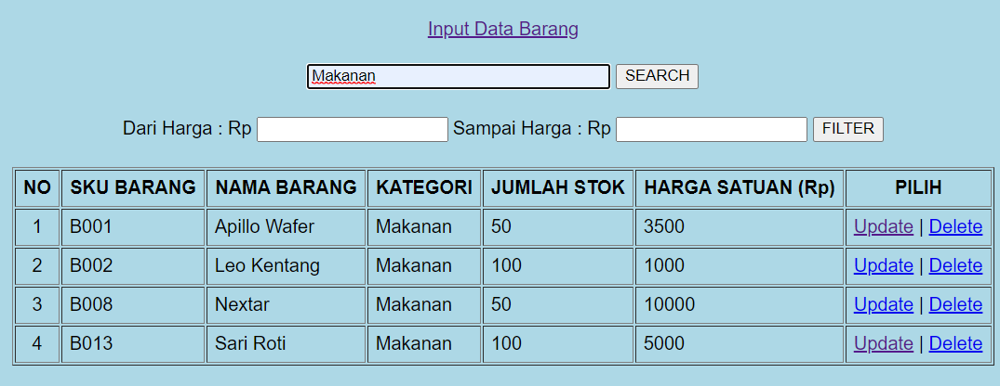 Input Data Barang
Makanan SEARCH
Dari Harga : Rp Sampai Harga : Rp FILTER
NO SKU BARANG NAMA BARANG KATEGORI JUMLAH STOK HARGA SATUAN (Rp) PILIH
1 B001 Apillo Wafer Makanan 50 3500 Update | Delete
2 B002 Leo Kentang Makanan 100 1000 Update | Delete
3 B008 Nextar Makanan 50 10000 Update | Delete
4 B013 Sari Roti Makanan 100 5000 Update | Delete